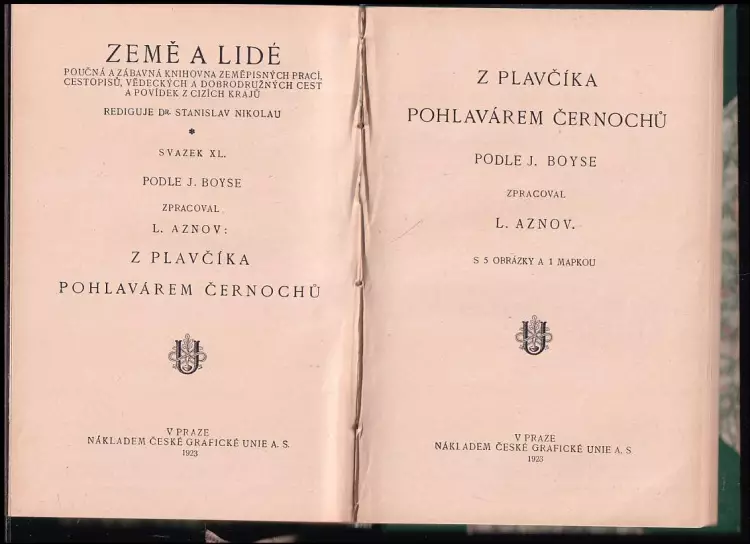 ZEMĚ A LIDÉ
POUČNÁ A ZÁBAVNÁ KNIHOVNA ZEMĚPISNÝCH PRACÍ,
CESTOPISŮ, VĚDECKÝCH A DOBRODRUŽNÝCH CEST
A POVÍDEK Z CIZÍCH KRAJŮ
REDIGUJE DR. STANISLAV NIKOLAU
*
SVAZEK XL.
PODLE J. BOYSE
ZPRACOVAL
L. AZNOV:
Z PLAVČÍKA
POHLAVÁREM ČERNOCHŮ
U
V PRAZE
NÁKLADEM ČESKÉ GRAFICKÉ UNIE A. S.
1923
Z PLAVČÍKA
POHLAVÁREM ČERNOCHŮ
PODLE J. BOYSE
ZPRACOVAL
L. AZNOV.
S 5 OBRÁZKY A 1 MAPKOU
U
V PRAZE
NÁKLADEM ČESKÉ GRAFICKÉ UNIE A. S.
1923